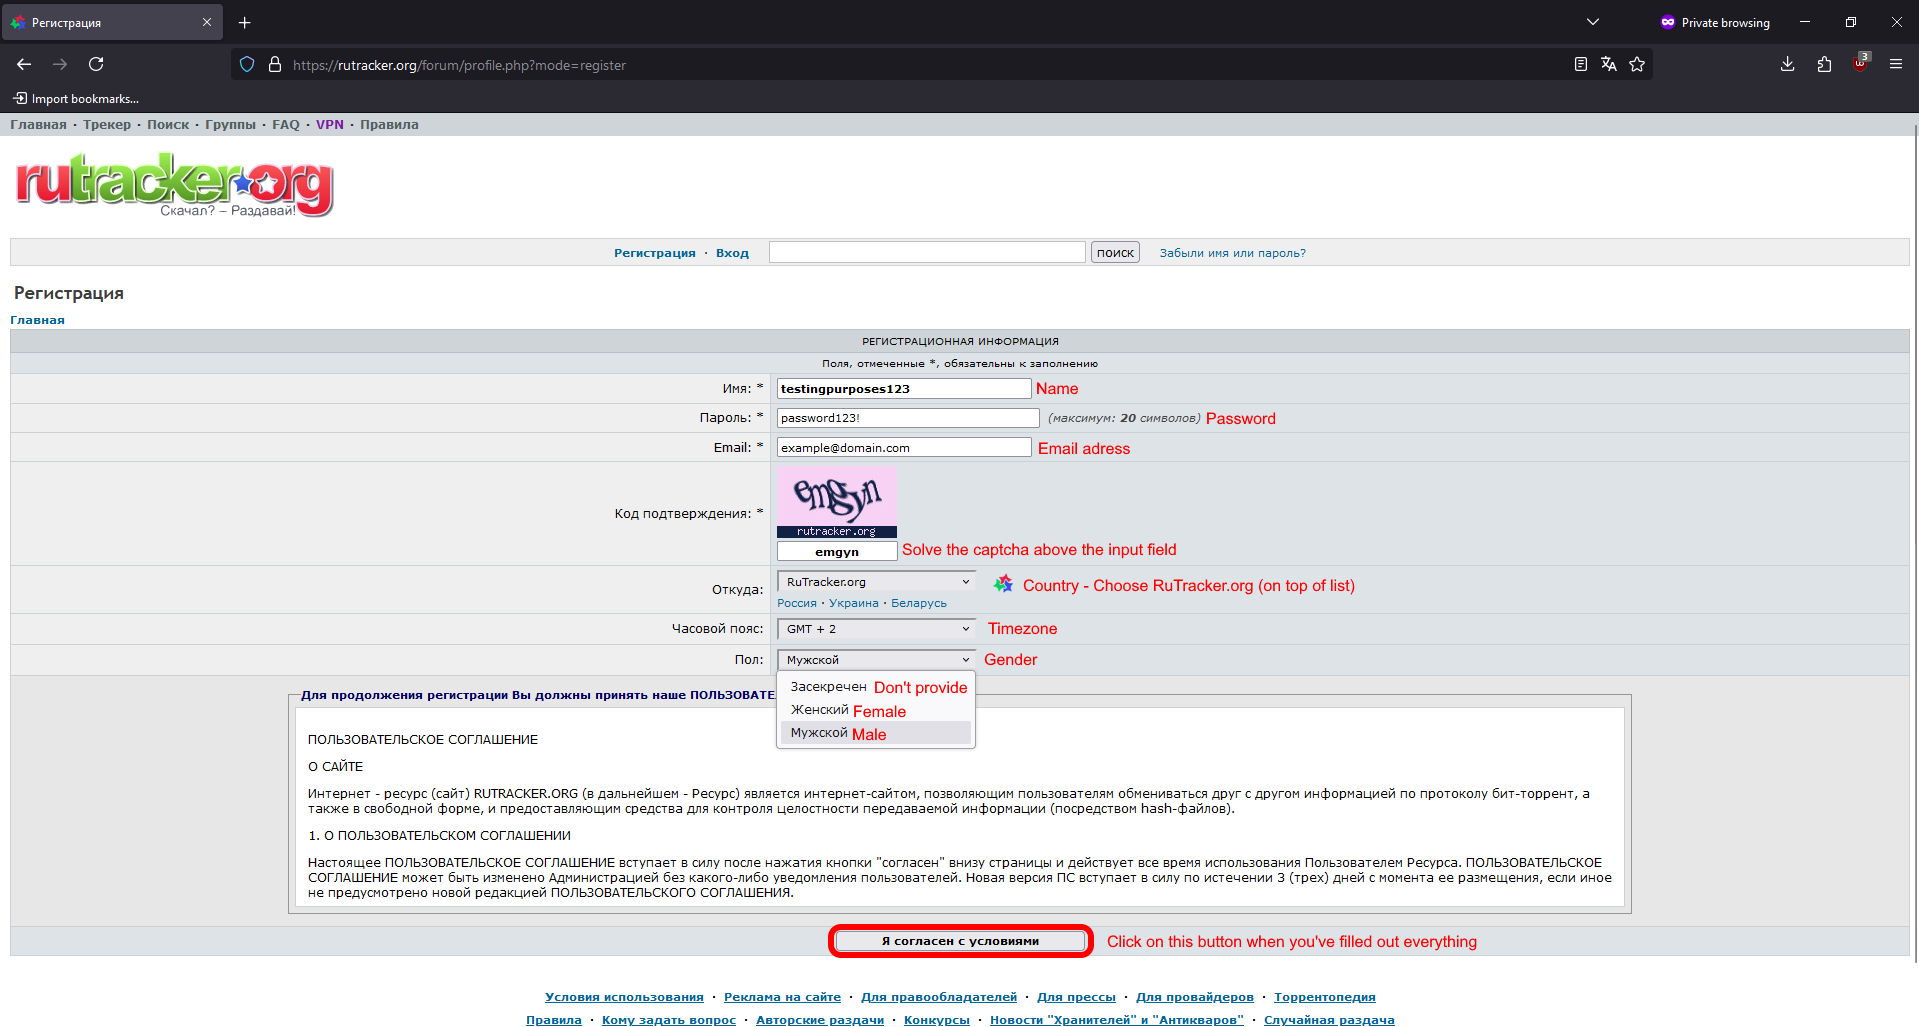 Регистрация
Private browsing
https://rutracker.org/forum/profile.php?mode=register
3
Import bookmarks...
Главная · Трекер · Поиск · Группы · FAQ · VPN · Правила
rutracker.org
Скачал? – Раздавай!
Регистрация · Вход
поиск
Забыли имя или пароль?
Регистрация
Главная
РЕГИСТРАЦИОННАЯ ИНФОРМАЦИЯ
Поля, отмеченные *, обязательны к заполнению
Имя: * testingpurposes123 Name
Пароль: * password123! (максимум: 20 символов) Password
Email: * example@domain.com Email adress
emgyn
rutracker.org
Код подтверждения: *
emgyn Solve the captcha above the input field
Откуда: RuTracker.org Country - Choose RuTracker.org (on top of list)
Россия · Украина · Беларусь
Часовой пояс: GMT + 2 Timezone
Пол: Мужской Gender
Засекречен Don't provide
Женский Female
Мужской Male
Для продолжения регистрации Вы должны принять наше ПОЛЬЗОВАТЕ
ПОЛЬЗОВАТЕЛЬСКОЕ СОГЛАШЕНИЕ
О САЙТЕ
Интернет - ресурс (сайт) RUTRACKER.ORG (в дальнейшем - Ресурс) является интернет-сайтом, позволяющим пользователям обмениваться друг с другом информацией по протоколу бит-торрент, а
также в свободной форме, и предоставляющим средства для контроля целостности передаваемой информации (посредством hash-файлов).
1. О ПОЛЬЗОВАТЕЛЬСКОМ СОГЛАШЕНИИ
Настоящее ПОЛЬЗОВАТЕЛЬСКОЕ СОГЛАШЕНИЕ вступает в силу после нажатия кнопки "согласен" внизу страницы и действует все время использования Пользователем Ресурса. ПОЛЬЗОВАТЕЛЬСКОЕ
СОГЛАШЕНИЕ может быть изменено Администрацией без какого-либо уведомления пользователей. Новая версия ПС вступает в силу по истечении 3 (трех) дней с момента ее размещения, если иное
не предусмотрено новой редакцией ПОЛЬЗОВАТЕЛЬСКОГО СОГЛАШЕНИЯ.
Я согласен с условиями Click on this button when you've filled out everything
Условия использования · Реклама на сайте · Для правообладателей · Для прессы · Для провайдеров · Торрентопедия
Правила · Кому задать вопрос · Авторские раздачи · Конкурсы · Новости "Хранителей" и "Антикваров" · Случайная раздача